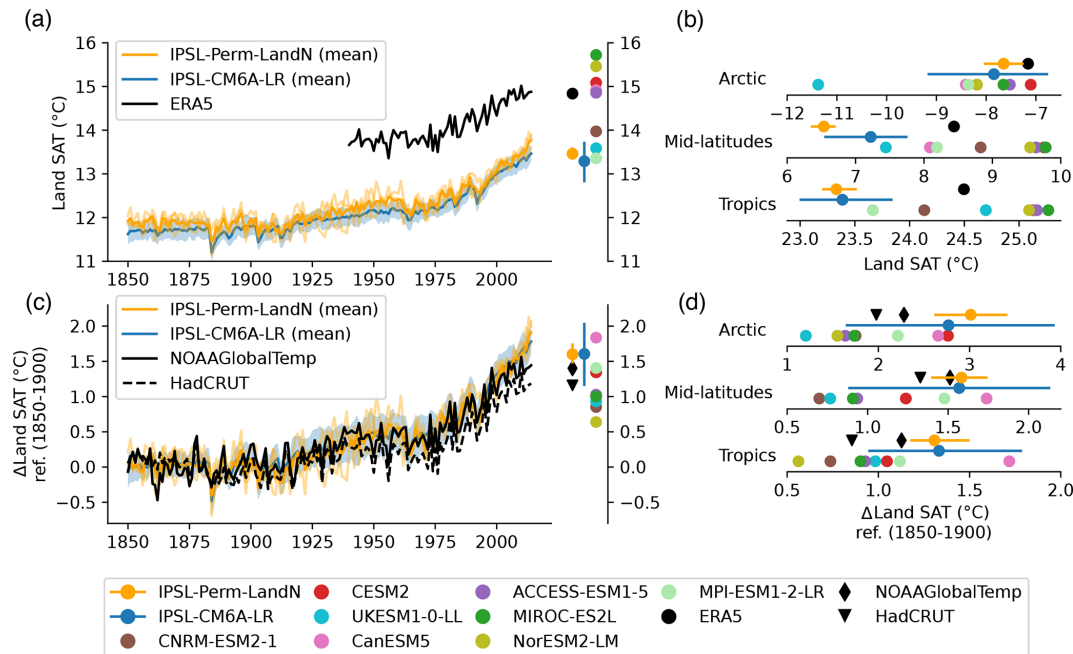 (a)
(b)
16
15
14
13
12
11
Land SAT (°C)
IPSL-Perm-LandN (mean)
IPSL-CM6A-LR (mean)
ERA5
1850 1875 1900 1925 1950 1975 2000
16
15
14
13
12
11
Arctic
−12 −11 −10 −9 −8 −7
Mid-latitudes
6 7 8 9 10
Tropics
23.0 23.5 24.0 24.5 25.0
Land SAT (°C)
(c)
(d)
2.0
1.5
1.0
0.5
0.0
−0.5
ΔLand SAT (°C)
ref. (1850-1900)
IPSL-Perm-LandN (mean)
IPSL-CM6A-LR (mean)
NOAAGlobalTemp
HadCRUT
1850 1875 1900 1925 1950 1975 2000
2.0
1.5
1.0
0.5
0.0
−0.5
Arctic
1 2 3 4
Mid-latitudes
1.0 1.5 2.0
Tropics
0.5 1.0 1.5 2.0
ΔLand SAT (°C)
ref. (1850-1900)
IPSL-Perm-LandN CESM2 ACCESS-ESM1-5 MPI-ESM1-2-LR NOAAGlobalTemp
IPSL-CM6A-LR UKESM1-0-LL MIROC-ES2L ERA5 HadCRUT
CNRM-ESM2-1 CanESM5 NorESM2-LM